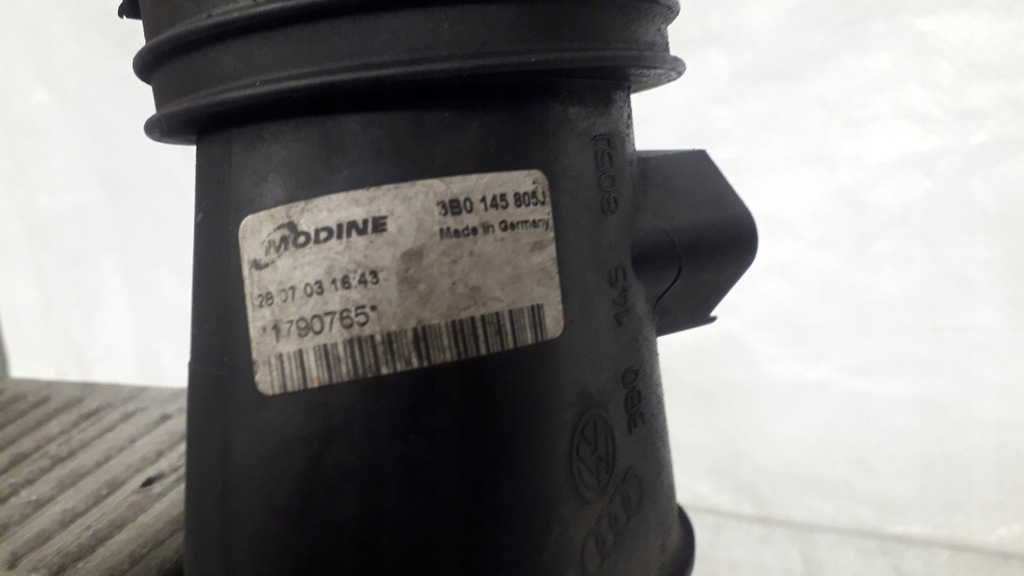 MODINE
3B0 145 805J
Made in Germany
28 07 03 16:43
*1790765*
3B0 145 805J